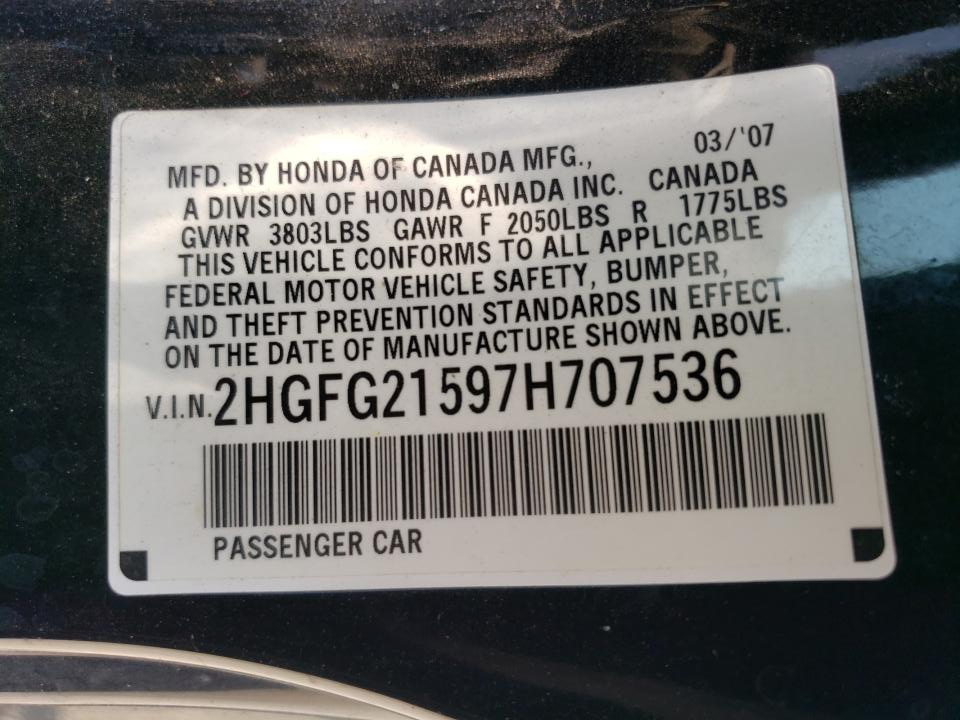 03/'07
MFD. BY HONDA OF CANADA MFG.,
A DIVISION OF HONDA CANADA INC. CANADA
GVWR 3803LBS GAWR F 2050LBS R 1775LBS
THIS VEHICLE CONFORMS TO ALL APPLICABLE
FEDERAL MOTOR VEHICLE SAFETY, BUMPER,
AND THEFT PREVENTION STANDARDS IN EFFECT
ON THE DATE OF MANUFACTURE SHOWN ABOVE.
V.I.N. 2HGFG21597H707536
PASSENGER CAR